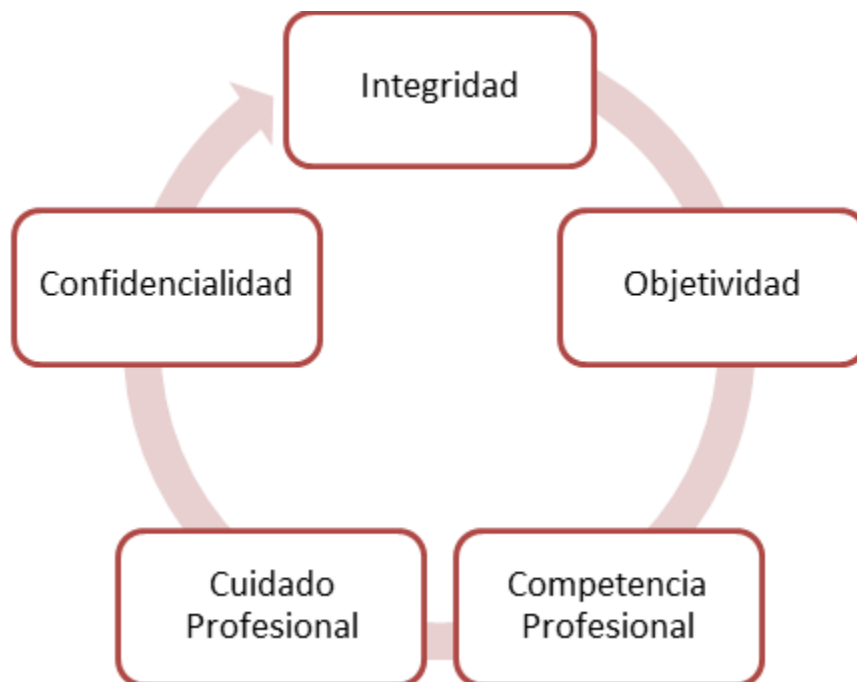 Integridad
Objetividad
Competencia
Profesional
Cuidado
Profesional
Confidencialidad